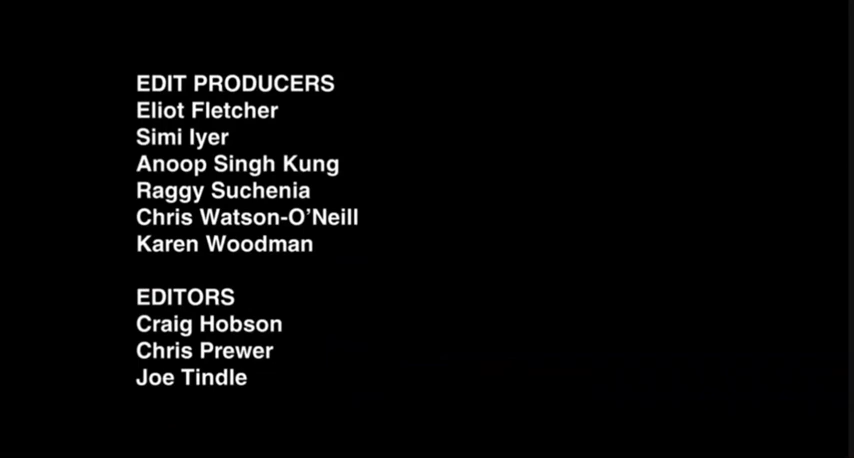 EDIT PRODUCERS
Eliot Fletcher
Simi Iyer
Anoop Singh Kung
Raggy Suchenia
Chris Watson-O’Neill
Karen Woodman
EDITORS
Craig Hobson
Chris Prewer
Joe Tindle